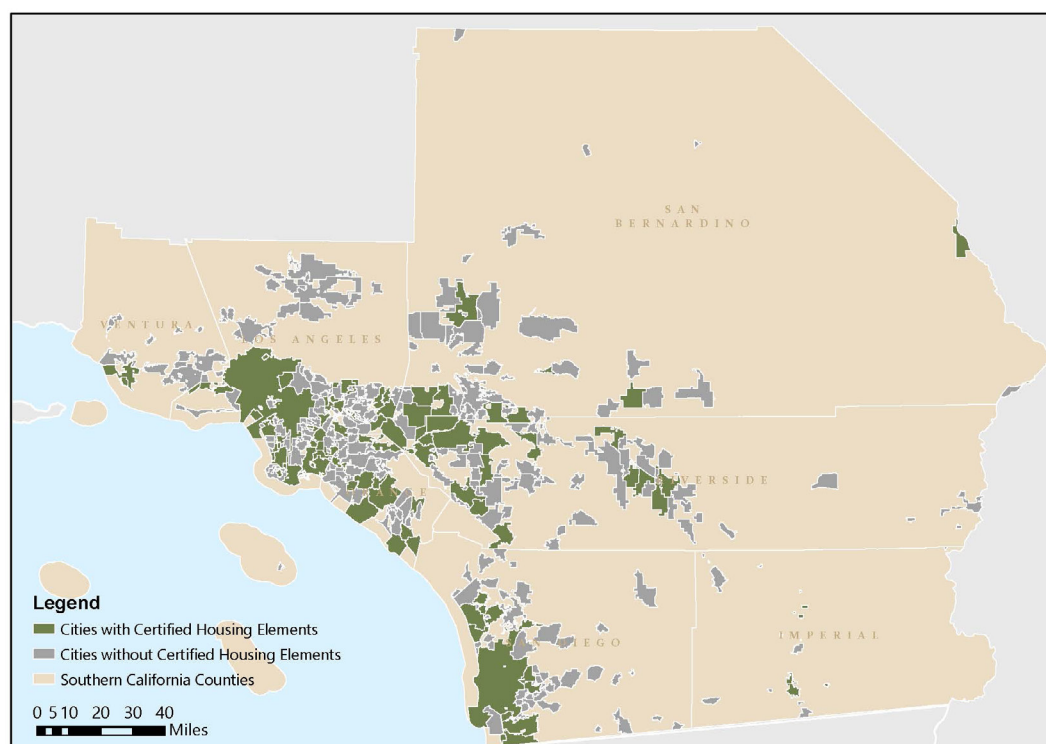 SAN
BERNARDINO
VENTURA
LOS ANGELES
RIVERSIDE
IMPERIAL
Legend
Cities with Certified Housing Elements
Cities without Certified Housing Elements
Southern California Counties
0 5 10 20 30 40
Miles